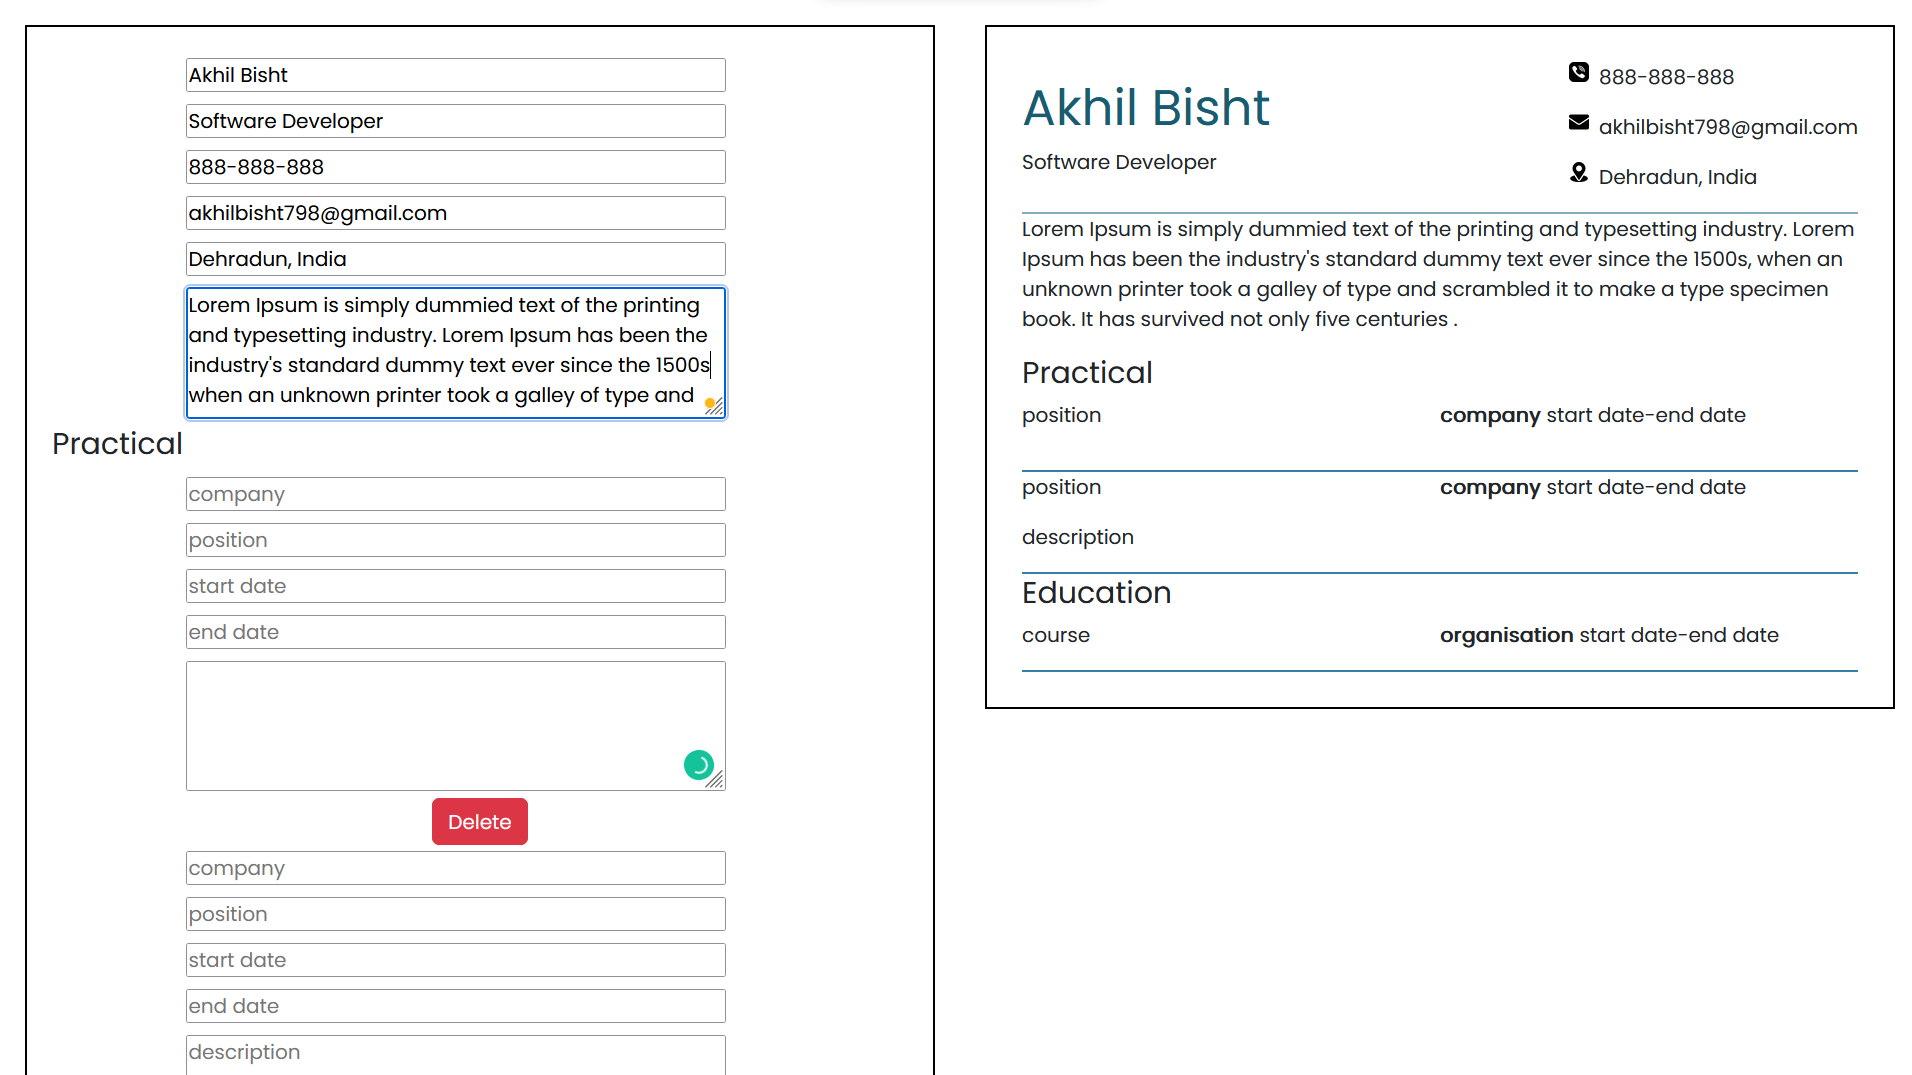 Akhil Bisht
Software Developer
888-888-888
akhilbisht798@gmail.com
Dehradun, India
Lorem Ipsum is simply dummied text of the printing
and typesetting industry. Lorem Ipsum has been the
industry's standard dummy text ever since the 1500s
when an unknown printer took a galley of type and
Practical
company
position
start date
end date
Delete
company
position
start date
end date
description
Akhil Bisht
Software Developer
888-888-888
akhilbisht798@gmail.com
Dehradun, India
Lorem Ipsum is simply dummied text of the printing and typesetting industry. Lorem
Ipsum has been the industry's standard dummy text ever since the 1500s, when an
unknown printer took a galley of type and scrambled it to make a type specimen
book. It has survived not only five centuries .
Practical
position company start date-end date
position company start date-end date
description
Education
course organisation start date-end date